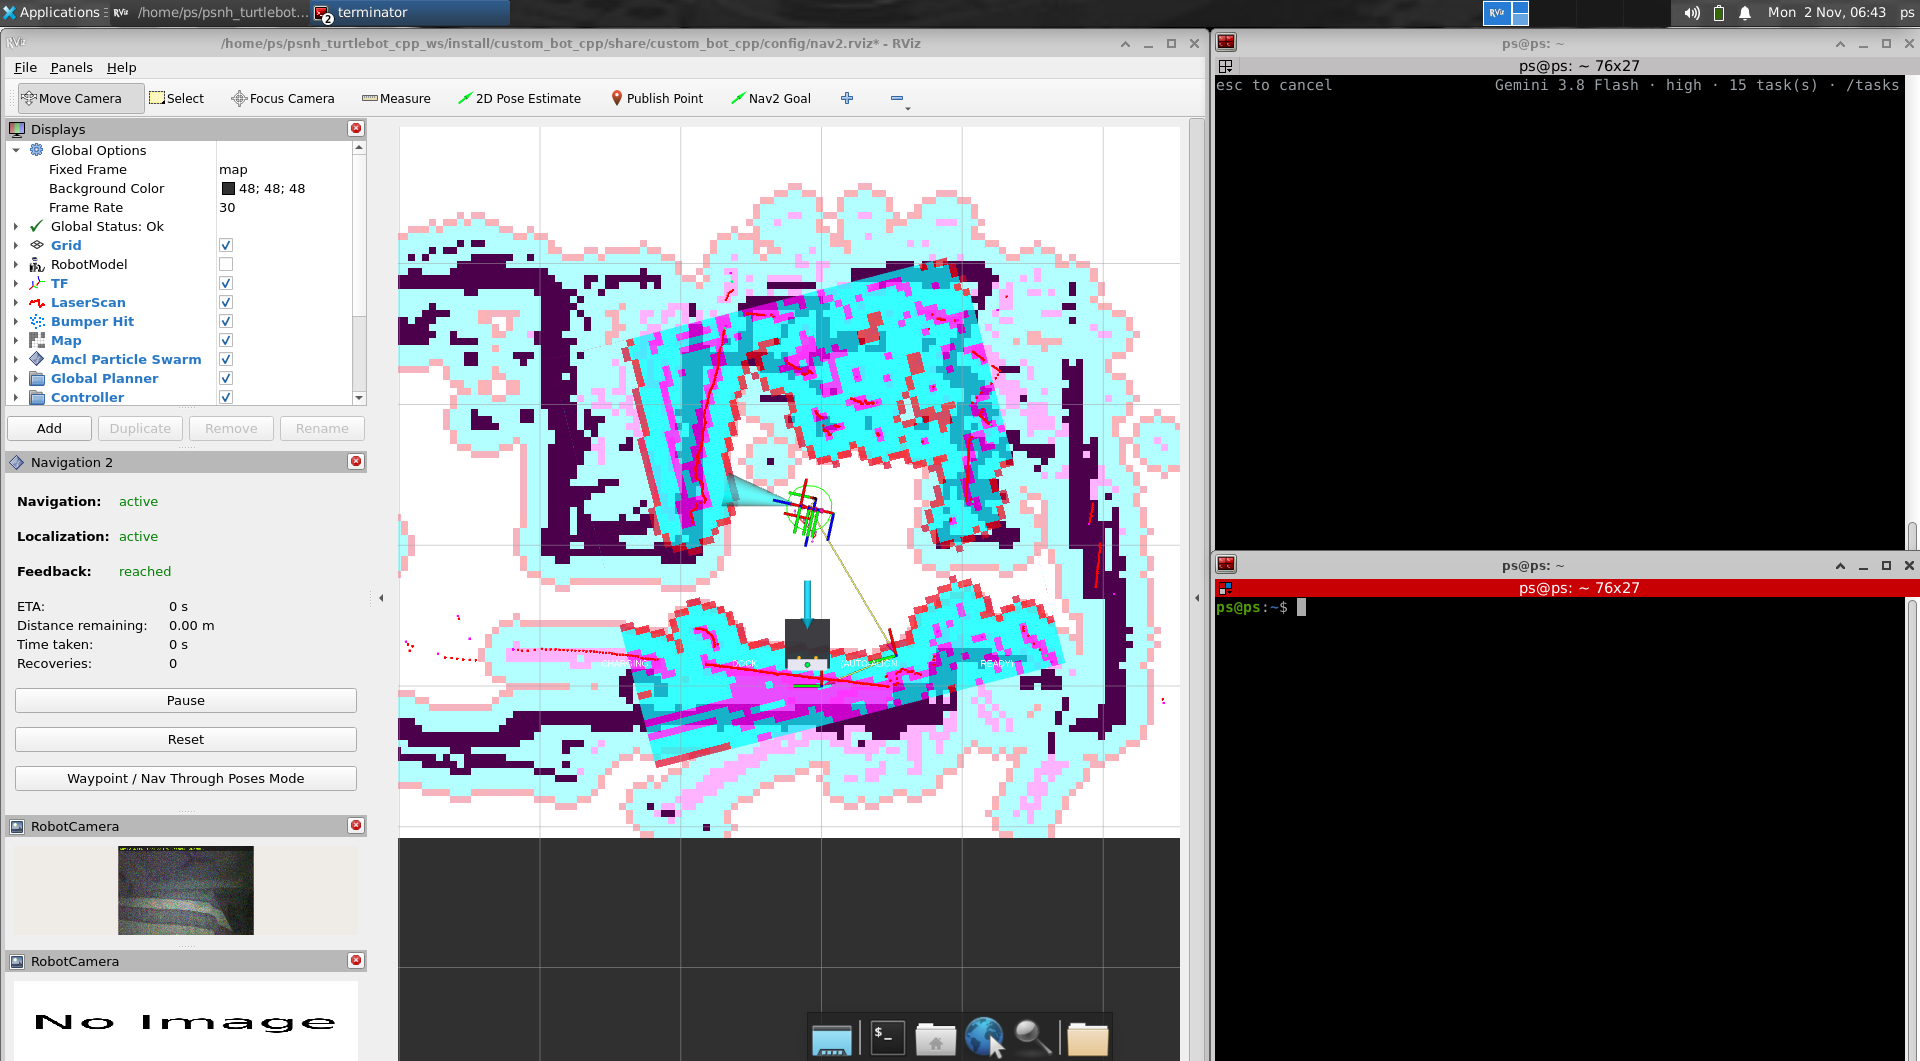 Applications
/home/ps/psnh_turtlebot...
2
terminator
Mon 2 Nov, 06:43
ps
/home/ps/psnh_turtlebot_cpp_ws/install/custom_bot_cpp/share/custom_bot_cpp/config/nav2.rviz* - RViz
File
Panels
Help
Move Camera
Select
Focus Camera
Measure
2D Pose Estimate
Publish Point
Nav2 Goal
Displays
Global Options
Fixed Frame
map
Background Color
48; 48; 48
Frame Rate
30
Global Status: Ok
Grid
RobotModel
TF
LaserScan
Bumper Hit
Map
Amcl Particle Swarm
Global Planner
Controller
Add
Duplicate
Remove
Rename
Navigation 2
Navigation:
active
Localization:
active
Feedback:
reached
ETA:
0 s
Distance remaining:
0.00 m
Time taken:
0 s
Recoveries:
0
Pause
Reset
Waypoint / Nav Through Poses Mode
RobotCamera
RobotCamera
No Image
CHARGING
DOCK
(AUTO-ALIGN
READY)
ps@ps: ~
ps@ps: ~ 76x27
esc to cancel
Gemini 3.8 Flash · high · 15 task(s) · /tasks
ps@ps: ~
ps@ps: ~ 76x27
ps@ps:~$